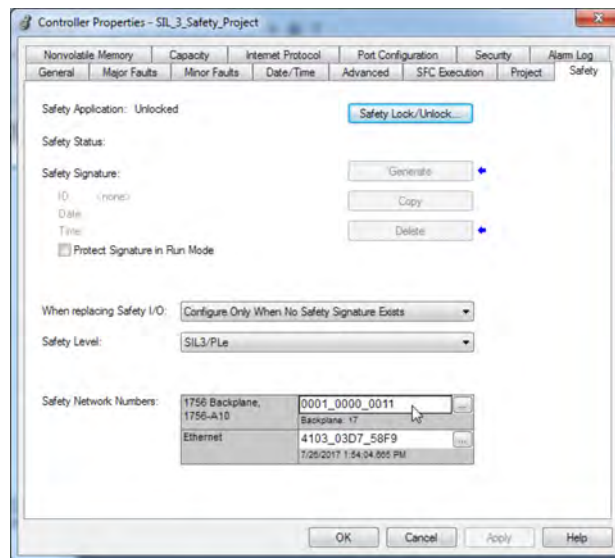 Controller Properties - SIL_3_Safety_Project
Nonvolatile Memory Capacity Internet Protocol Port Configuration Security Alarm Log
General Major Faults Minor Faults Date/Time Advanced SFC Execution Project Safety
Safety Application: Unlocked
Safety Lock/Unlock...
Safety Status:
Safety Signature:
Generate
ID: <none>
Copy
Date:
Time:
Delete
Protect Signature in Run Mode
When replacing Safety I/O: Configure Only When No Safety Signature Exists
Safety Level: SIL3/PLe
Safety Network Numbers: 1756 Backplane, 0001_0000_0011 ...
1756-A10 Backplane: 17
Ethernet 4103_03D7_58F9 ...
7/26/2017 1:54:04.665 PM
OK Cancel Apply Help